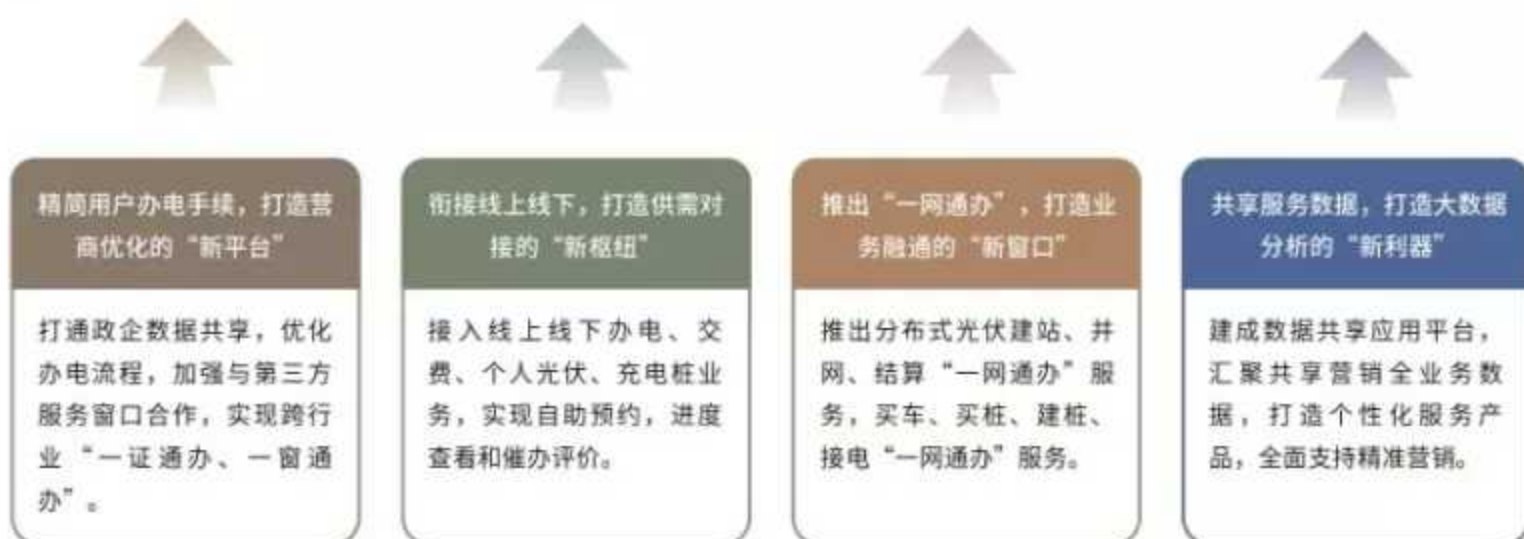 精简用户办电手续，打造营
商优化的“新平台”
打通政企数据共享，优化
办电流程，加强与第三方
服务窗口合作，实现跨行
业“一证通办、一窗通
办”。
衔接线上线下，打造供需对
接的“新枢纽”
接入线上线下办电、交
费、个人光伏、充电桩业
务，实现自助预约，进度
查看和催办评价。
推出“一网通办”，打造业
务融通的“新窗口”
推出分布式光伏建站、并
网、结算“一网通办”服
务，买车、买桩、建桩、
接电“一网通办”服务。
共享服务数据，打造大数据
分析的“新利器”
建成数据共享应用平台，
汇聚共享营销全业务数
据，打造个性化服务产
品，全面支持精准营销。